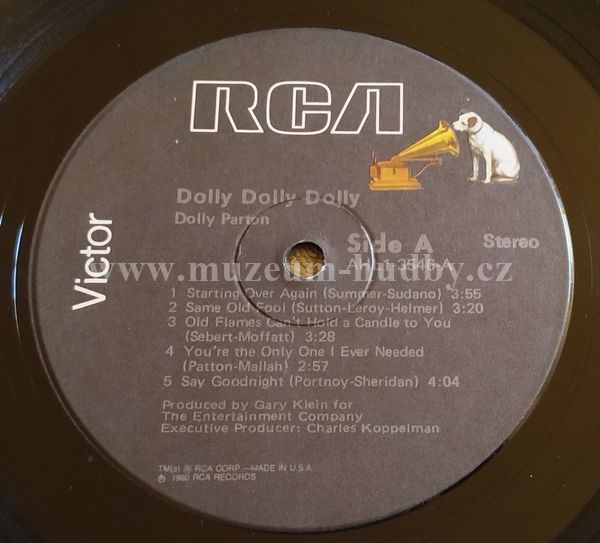 RCA
Victor
Dolly Dolly Dolly
Dolly Parton
Side A
Stereo
AHL1-3546-A
www.muzeum-hudby.cz
1 Starting Over Again (Summer-Sudano) 3:55
2 Same Old Fool (Sutton-Leroy-Helmer) 3:20
3 Old Flames Can't Hold a Candle to You
(Sebert-Moffatt) 3:28
4 You're the Only One I Ever Needed
(Patton-Mallah) 2:57
5 Say Goodnight (Portnoy-Sheridan) 4:04
Produced by Gary Klein for
The Entertainment Company
Executive Producer: Charles Koppelman
TM(s) ® RCA CORP.—MADE IN U.S.A
℗ 1980 RCA RECORDS